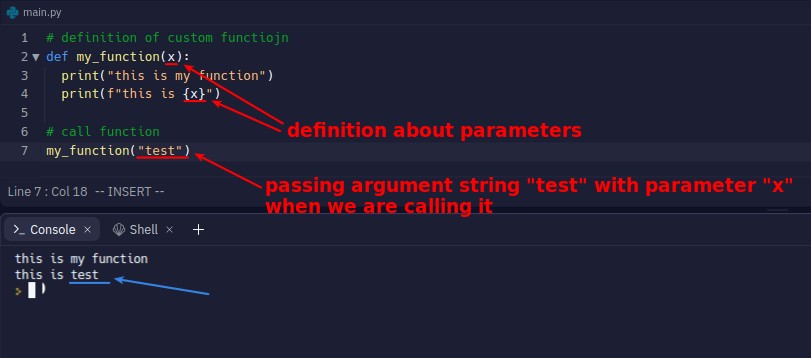 main.py
1 # definition of custom functiojn
2 def my_function(x):
3 print("this is my function")
4 print(f"this is {x}")
5
6 # call function
7 my_function("test")
definition about parameters
passing argument string "test" with parameter "x"
when we are calling it
Line 7 : Col 18 -- INSERT --
>_ Console × Shell × +
this is my function
this is test